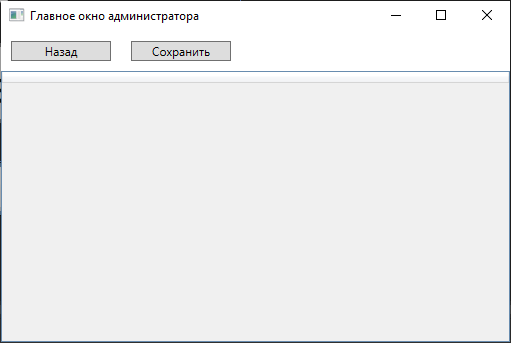 Главное окно администратора
Назад
Сохранить